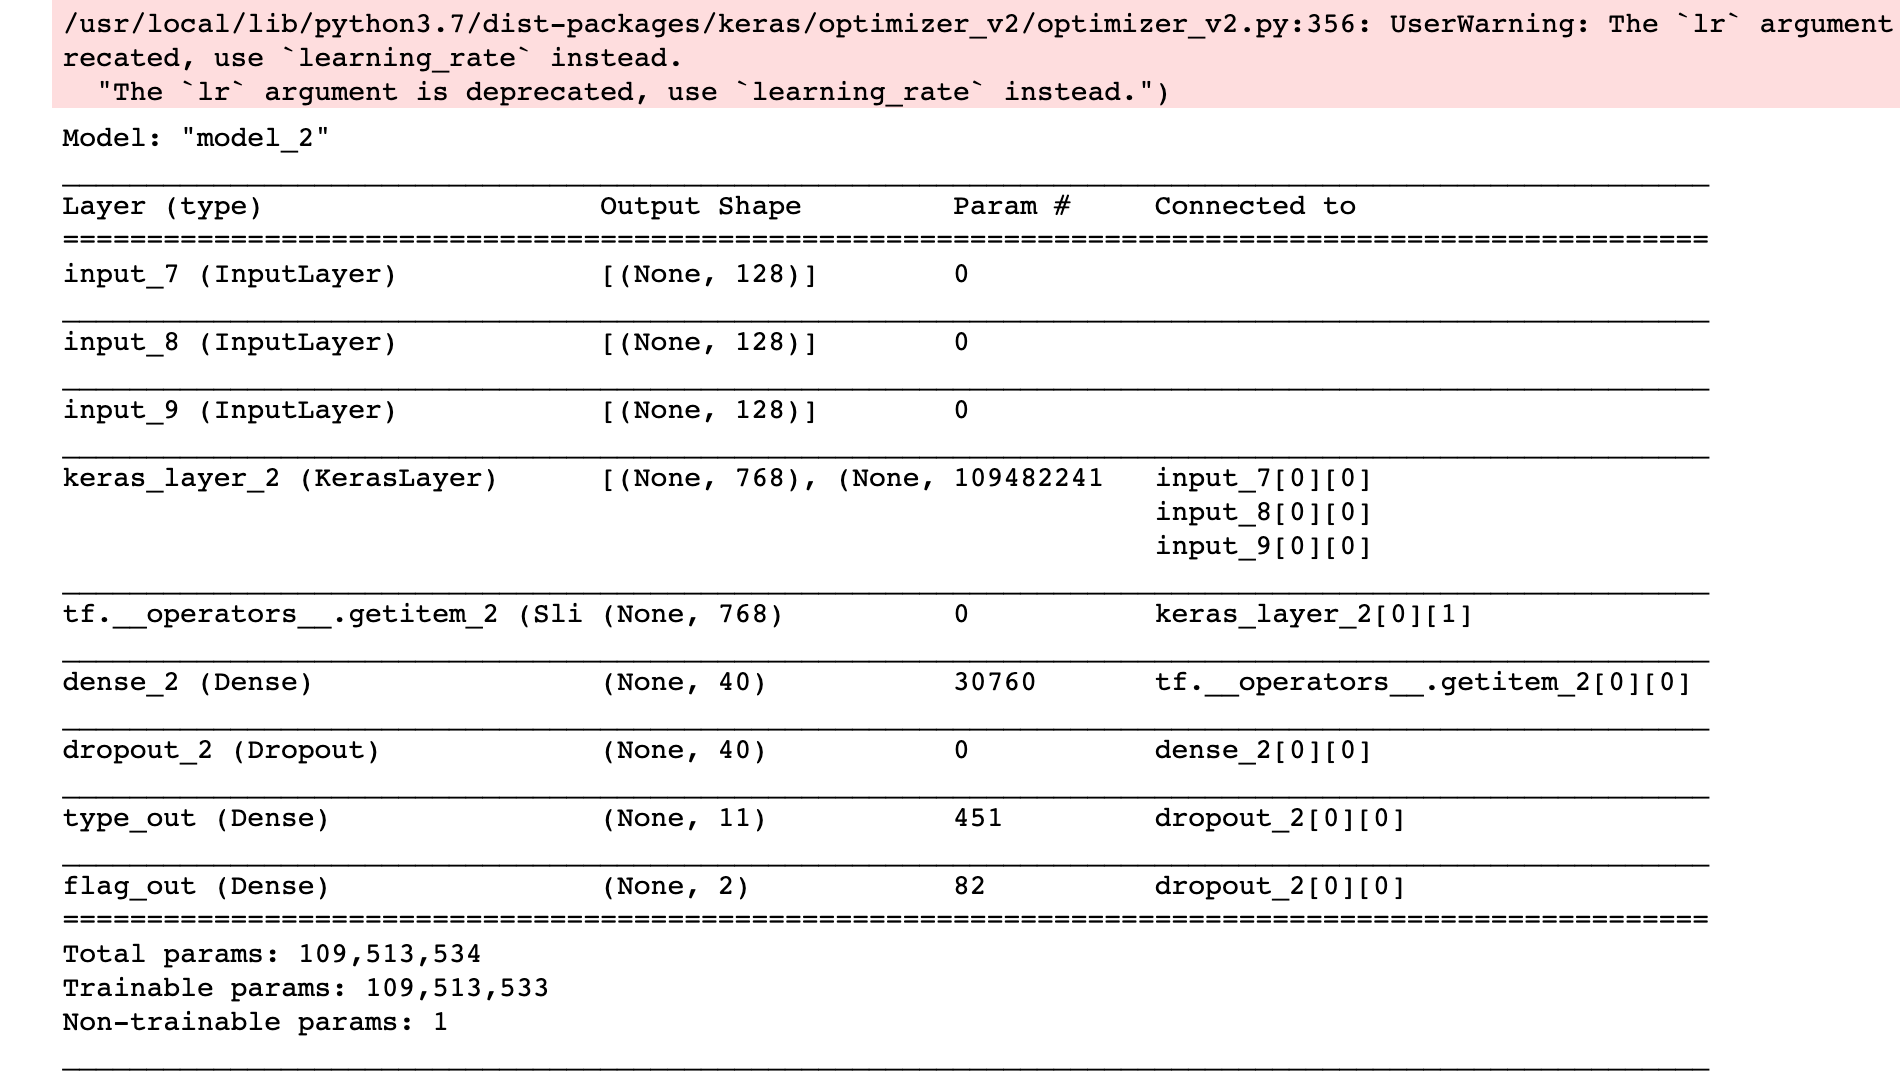 /usr/local/lib/python3.7/dist-packages/keras/optimizer_v2/optimizer_v2.py:356: UserWarning: The `lr` argument
recated, use `learning_rate` instead.
  "The `lr` argument is deprecated, use `learning_rate` instead.")
Model: "model_2"
Layer (type) Output Shape Param # Connected to
input_7 (InputLayer) [(None, 128)] 0
input_8 (InputLayer) [(None, 128)] 0
input_9 (InputLayer) [(None, 128)] 0
keras_layer_2 (KerasLayer) [(None, 768), (None, 109482241 input_7[0][0]
input_8[0][0]
input_9[0][0]
tf.__operators__.getitem_2 (Sli (None, 768) 0 keras_layer_2[0][1]
dense_2 (Dense) (None, 40) 30760 tf.__operators__.getitem_2[0][0]
dropout_2 (Dropout) (None, 40) 0 dense_2[0][0]
type_out (Dense) (None, 11) 451 dropout_2[0][0]
flag_out (Dense) (None, 2) 82 dropout_2[0][0]
Total params: 109,513,534
Trainable params: 109,513,533
Non-trainable params: 1